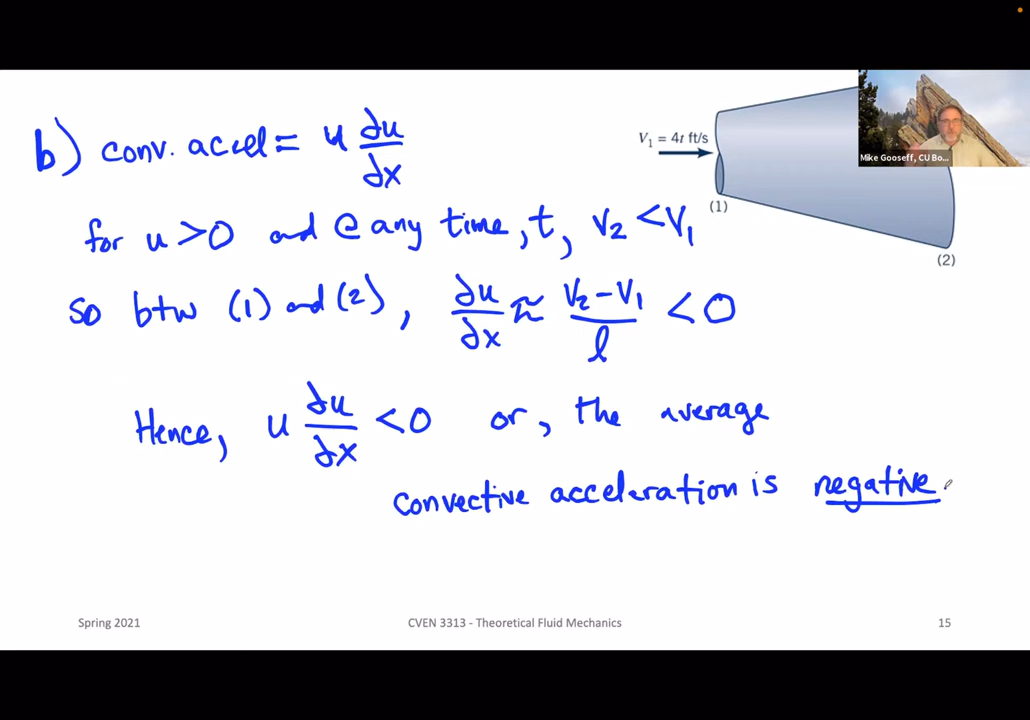 b) conv. accel = u ∂u/∂x
V₁ = 4t ft/s
Mike Gooseff, CU Bo...
(1)
(2)
for u > 0 and @ any time, t, V₂ < V₁
so btw (1) and (2), ∂u/∂x ≈ (V₂ − V₁)/l < 0
Hence, u ∂u/∂x < 0 or, the average
convective acceleration is negative
Spring 2021
CVEN 3313 - Theoretical Fluid Mechanics
15